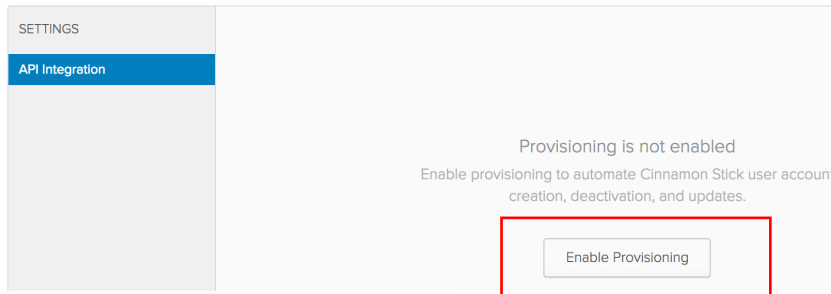 SETTINGS
API Integration
Provisioning is not enabled
Enable provisioning to automate Cinnamon Stick user accoun
creation, deactivation, and updates.
Enable Provisioning